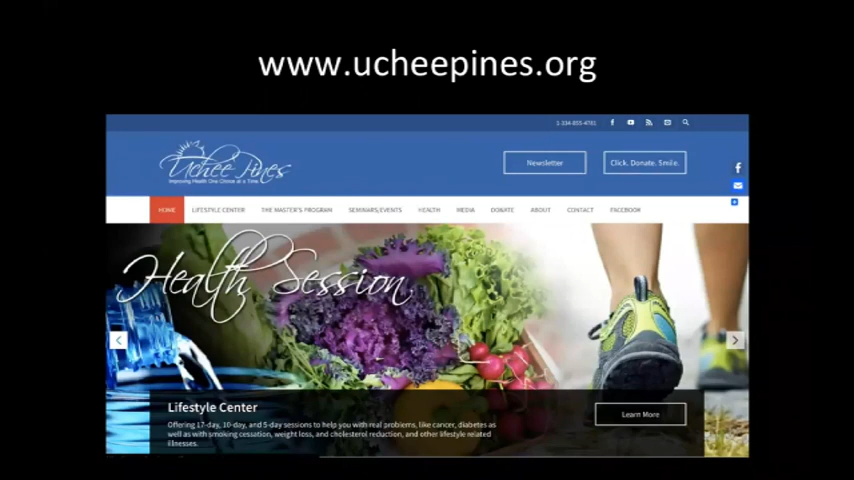 www.ucheepines.org
1-334-855-4781
Uchee Pines
Improving Health One Choice at a Time.
Newsletter
Click. Donate. Smile.
HOME LIFESTYLE CENTER THE MASTER'S PROGRAM SEMINARS/EVENTS HEALTH MEDIA DONATE ABOUT CONTACT FACEBOOK
Health Session
Lifestyle Center
Offering 17-day, 10-day, and 5-day sessions to help you with real problems, like cancer, diabetes as
well as with smoking cessation, weight loss, and cholesterol reduction, and other lifestyle related
illnesses.
Learn More